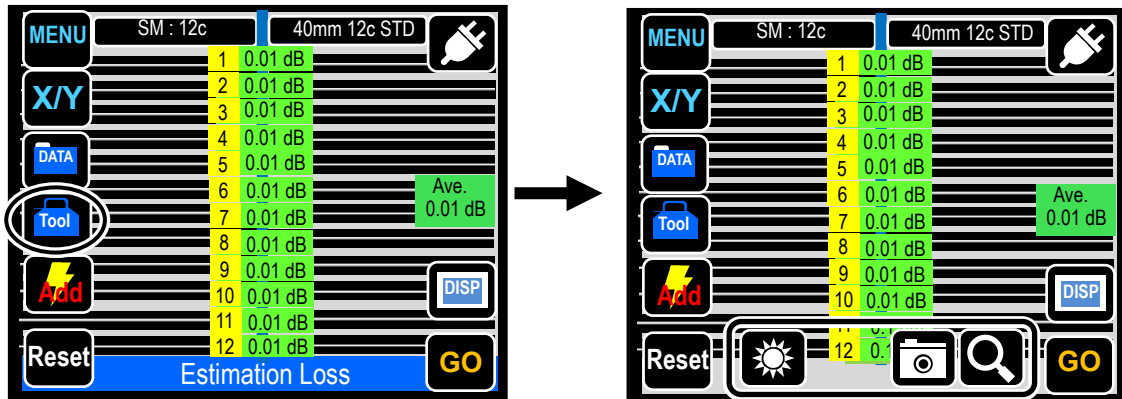 MENU
SM : 12c
40mm 12c STD
X/Y
DATA
Tool
Add
Reset
1 0.01 dB
2 0.01 dB
3 0.01 dB
4 0.01 dB
5 0.01 dB
6 0.01 dB
7 0.01 dB
8 0.01 dB
9 0.01 dB
10 0.01 dB
11 0.01 dB
12 0.01 dB
Ave.
0.01 dB
DISP
GO
Estimation Loss
MENU
SM : 12c
40mm 12c STD
X/Y
DATA
Tool
Add
Reset
1 0.01 dB
2 0.01 dB
3 0.01 dB
4 0.01 dB
5 0.01 dB
6 0.01 dB
7 0.01 dB
8 0.01 dB
9 0.01 dB
10 0.01 dB
12
Ave.
0.01 dB
DISP
GO